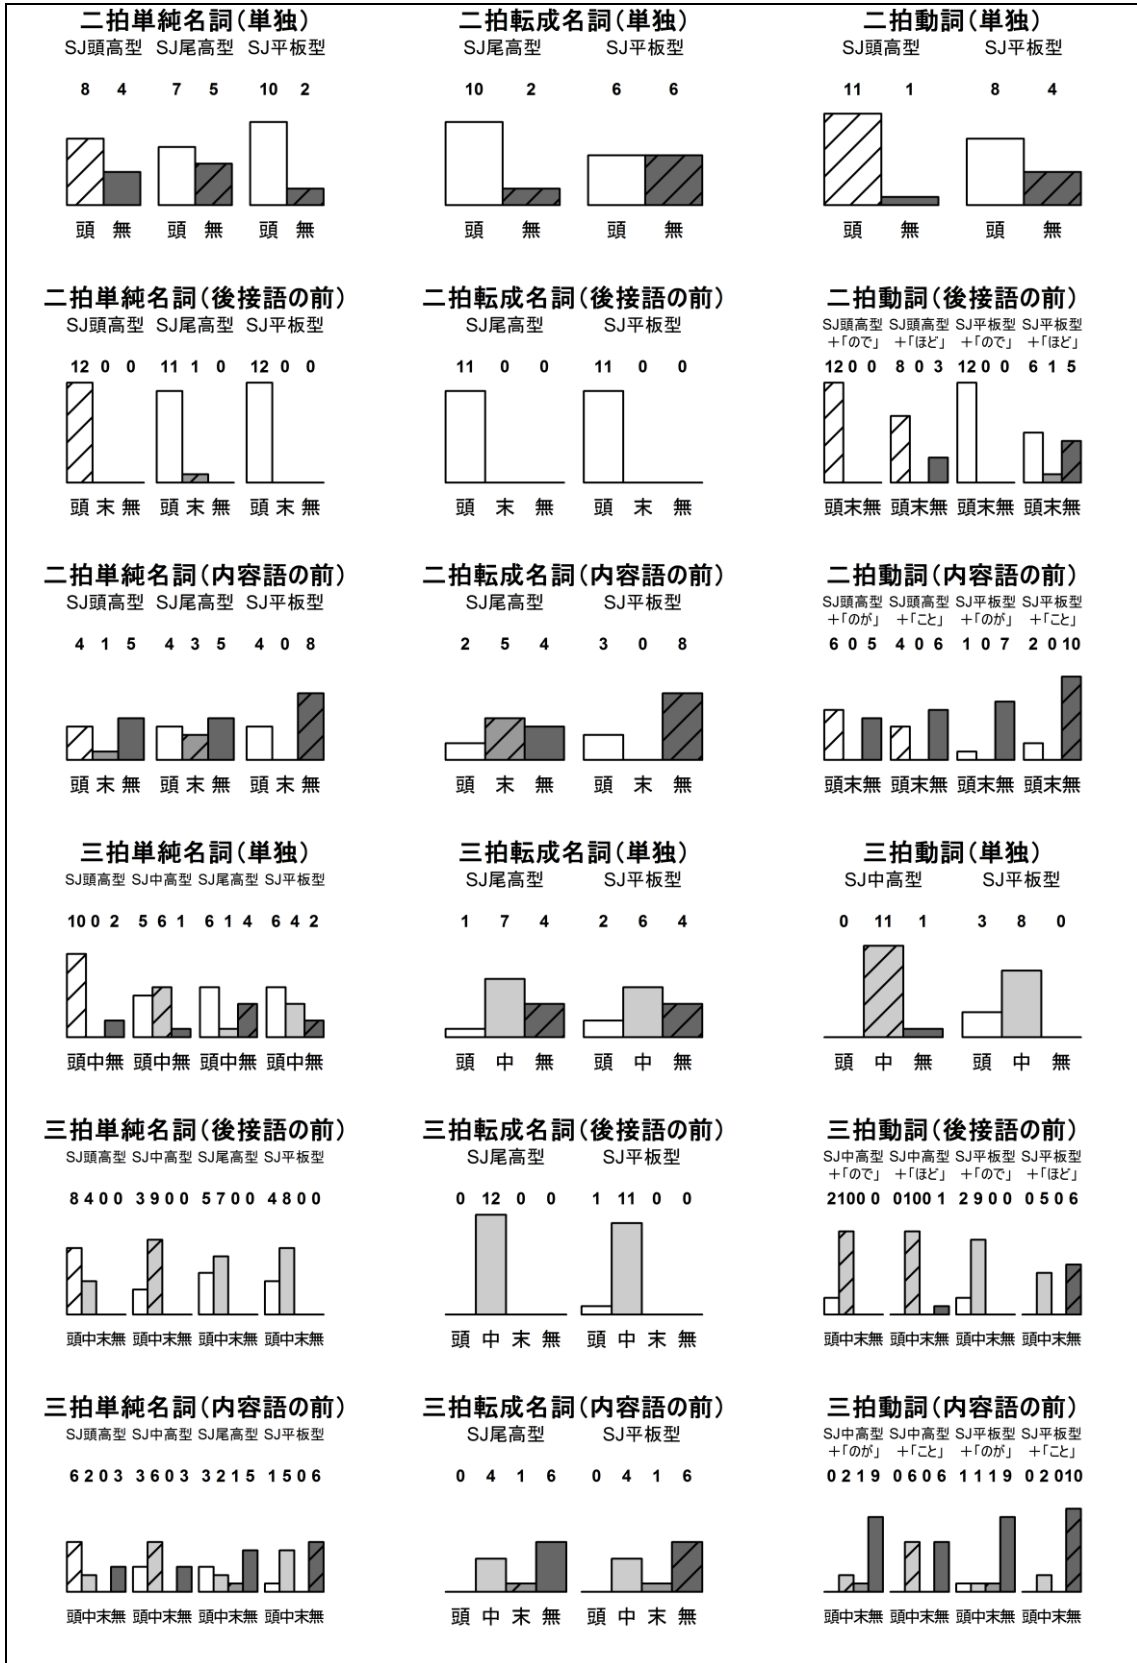 二拍単純名詞(単独) 二拍転成名詞(単独) 二拍動詞(単独)
SJ頭高型 SJ尾高型 SJ平板型 SJ尾高型 SJ平板型 SJ頭高型 SJ平板型
8 4 7 5 10 2 10 2 6 6 11 1 8 4
頭 無 頭 無 頭 無 頭 無 頭 無 頭 無 頭 無
二拍単純名詞(後接語の前) 二拍転成名詞(後接語の前) 二拍動詞(後接語の前)
SJ頭高型 SJ尾高型 SJ平板型 SJ尾高型 SJ平板型 SJ頭高型 SJ頭高型 SJ平板型 SJ平板型
+「ので」 +「ほど」 +「ので」 +「ほど」
12 0 0 11 1 0 12 0 0 11 0 0 11 0 0 12 0 0 8 0 3 12 0 0 6 1 5
頭 末 無 頭 末 無 頭 末 無 頭 末 無 頭 末 無 頭末無 頭末無 頭末無 頭末無
二拍単純名詞(内容語の前) 二拍転成名詞(内容語の前) 二拍動詞(内容語の前)
SJ頭高型 SJ尾高型 SJ平板型 SJ尾高型 SJ平板型 SJ頭高型 SJ頭高型 SJ平板型 SJ平板型
+「のが」 +「こと」 +「のが」 +「こと」
4 1 5 4 3 5 4 0 8 2 5 4 3 0 8 6 0 5 4 0 6 1 0 7 2 0 10
頭 末 無 頭 末 無 頭 末 無 頭 末 無 頭 末 無 頭末無 頭末無 頭末無 頭末無
三拍単純名詞(単独) 三拍転成名詞(単独) 三拍動詞(単独)
SJ頭高型 SJ中高型 SJ尾高型 SJ平板型 SJ尾高型 SJ平板型 SJ中高型 SJ平板型
10 0 2 5 6 1 6 1 4 6 4 2 1 7 4 2 6 4 0 11 1 3 8 0
頭中無 頭中無 頭中無 頭中無 頭 中 無 頭 中 無 頭 中 無 頭 中 無
三拍単純名詞(後接語の前) 三拍転成名詞(後接語の前) 三拍動詞(後接語の前)
SJ頭高型 SJ中高型 SJ尾高型 SJ平板型 SJ尾高型 SJ平板型 SJ中高型 SJ中高型 SJ平板型 SJ平板型
+「ので」 +「ほど」 +「ので」 +「ほど」
8 4 0 0 3 9 0 0 5 7 0 0 4 8 0 0 0 12 0 0 1 11 0 0 2 10 0 0 0 10 0 1 2 9 0 0 0 5 0 6
頭中末無 頭中末無 頭中末無 頭中末無 頭 中 末 無 頭 中 末 無 頭中末無 頭中末無 頭中末無 頭中末無
三拍単純名詞(内容語の前) 三拍転成名詞(内容語の前) 三拍動詞(内容語の前)
SJ頭高型 SJ中高型 SJ尾高型 SJ平板型 SJ尾高型 SJ平板型 SJ中高型 SJ中高型 SJ平板型 SJ平板型
+「のが」 +「こと」 +「のが」 +「こと」
6 2 0 3 3 6 0 3 3 2 1 5 1 5 0 6 0 4 1 6 0 4 1 6 0 2 1 9 0 6 0 6 1 1 1 9 0 2 0 10
頭中末無 頭中末無 頭中末無 頭中末無 頭 中 末 無 頭 中 末 無 頭中末無 頭中末無 頭中末無 頭中末無